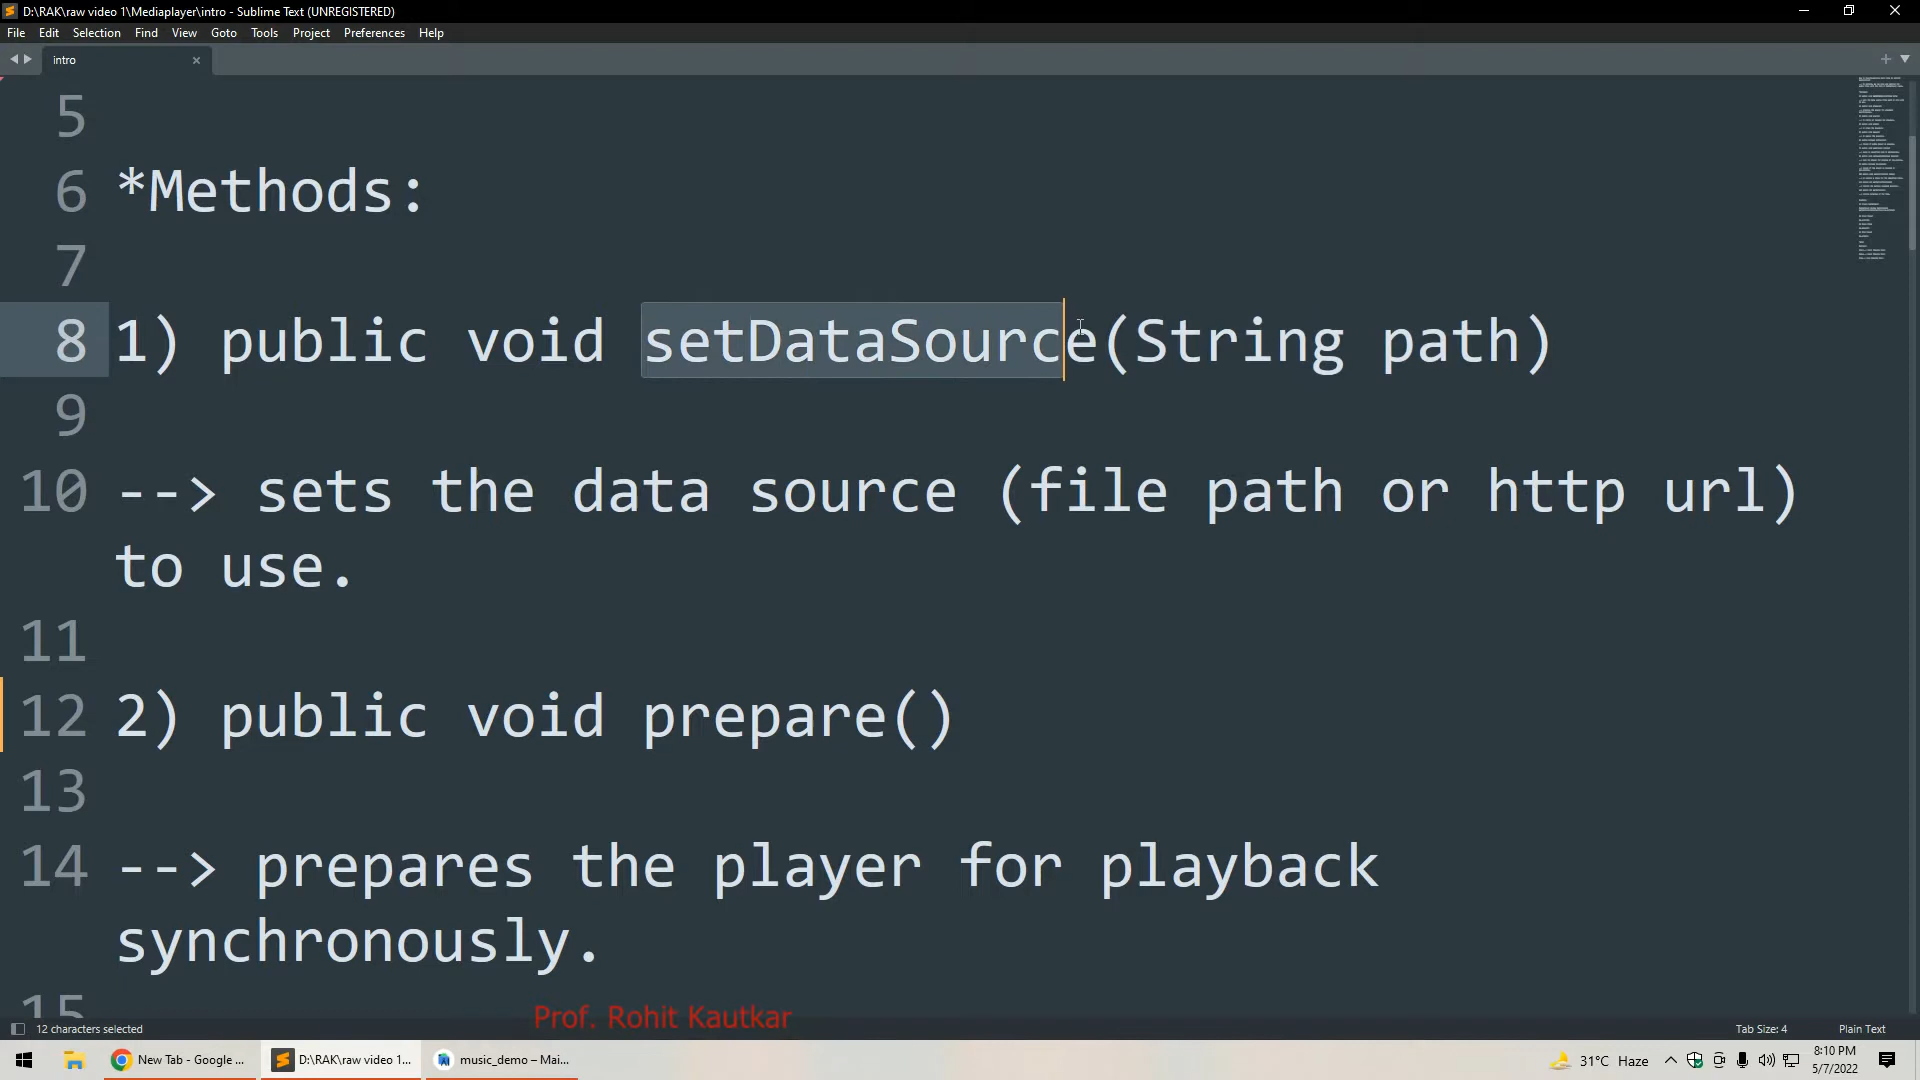 D:\RAK\raw video 1\Mediaplayer\intro - Sublime Text (UNREGISTERED)
File Edit Selection Find View Goto Tools Project Preferences Help
intro
5
6 *Methods:
7
8 1) public void setDataSource(String path)
9
10 --> sets the data source (file path or http url)
to use.
11
12 2) public void prepare()
13
14 --> prepares the player for playback
synchronously.
15
Prof. Rohit Kautkar
12 characters selected Tab Size: 4 Plain Text
New Tab - Google ... D:\RAK\raw video 1... music_demo – Mai... 31°C Haze 8:10 PM
5/7/2022